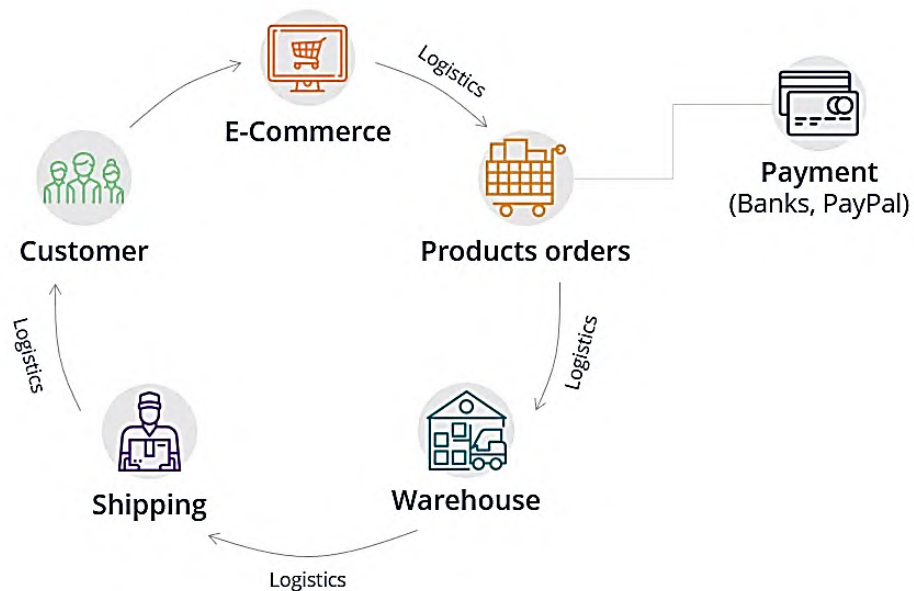 Logistics
E-Commerce
Payment
(Banks, PayPal)
Customer
Products orders
Logistics
Logistics
Shipping
Warehouse
Logistics